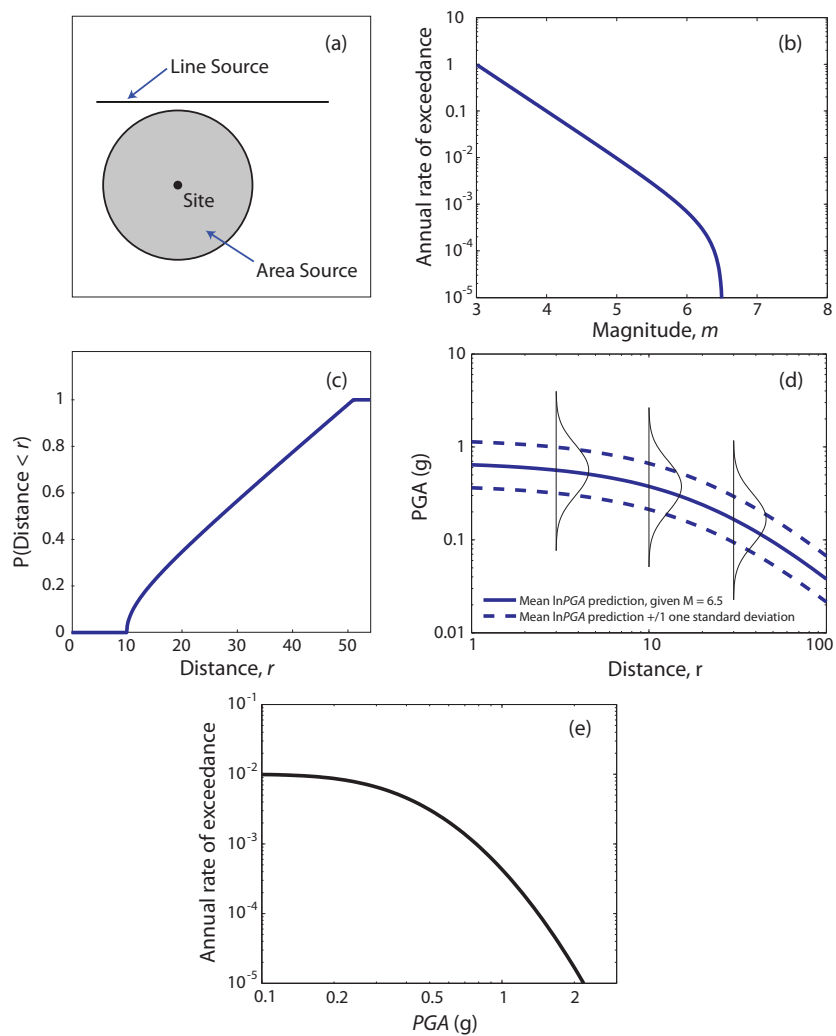 (a)
Line Source
Site
Area Source
(b)
Annual rate of exceedance
10
1
0.1
10⁻²
10⁻³
10⁻⁴
10⁻⁵
3 4 5 6 7 8
Magnitude, m
(c)
P(Distance < r)
1
0.8
0.6
0.4
0.2
0
0 10 20 30 40 50
Distance, r
(d)
PGA (g)
10
1
0.1
0.01
Mean lnPGA prediction, given M = 6.5
Mean lnPGA prediction +/1 one standard deviation
1 10 100
Distance, r
(e)
Annual rate of exceedance
10⁻¹
10⁻²
10⁻³
10⁻⁴
10⁻⁵
0.1 0.2 0.5 1 2
PGA (g)